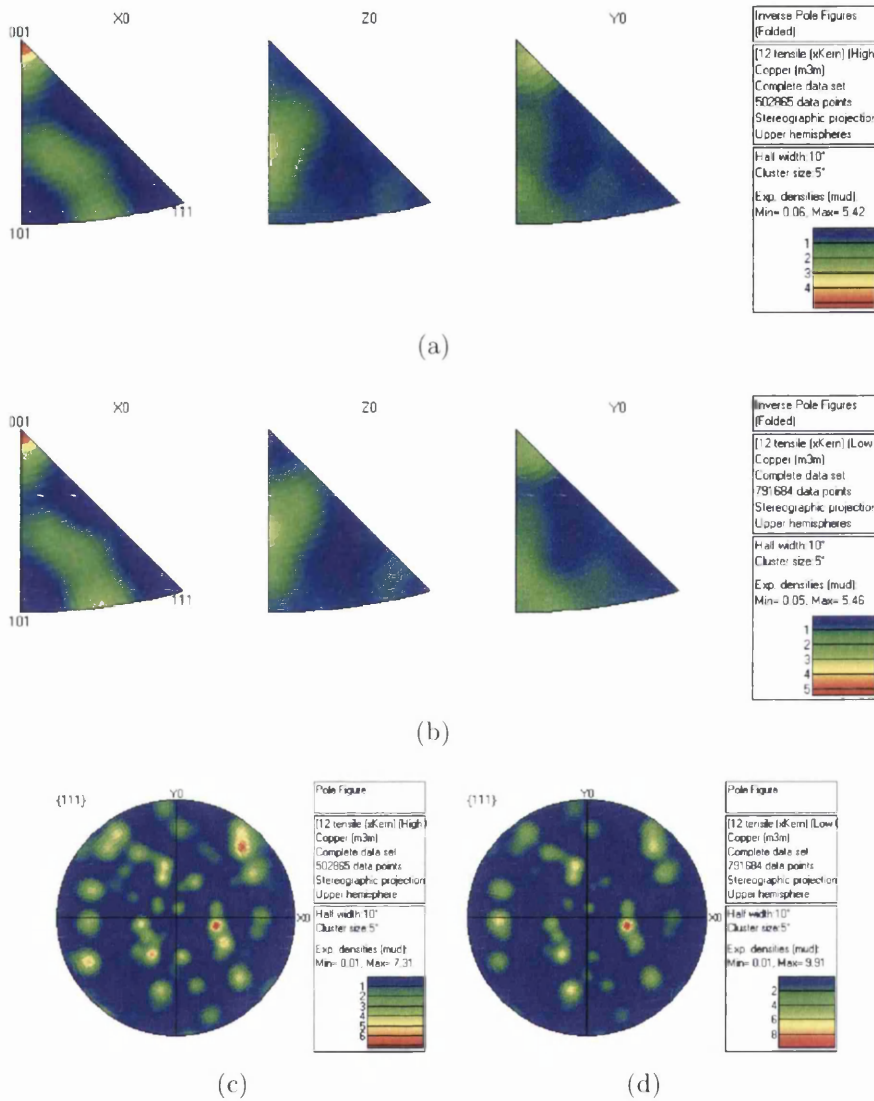 X0
Z0
Y0
001
111
101
Inverse Pole Figures
(Folded)
[12 tensile (xKern) (High
Copper (m3m)
Complete data set
502865 data points
Stereographic projection
Upper hemispheres
Half width:10°
Cluster size:5°
Exp. densities (mud):
Min= 0.06, Max= 5.42
1
2
3
4
(a)
X0
Z0
Y0
001
111
101
Inverse Pole Figures
(Folded)
[12 tensile (xKern) (Low
Copper (m3m)
Complete data set
791684 data points
Stereographic projection
Upper hemispheres
Half width:10°
Cluster size:5°
Exp. densities (mud):
Min= 0.05, Max= 5.46
1
2
3
4
5
(b)
{111}
Y0
X0
Pole Figure
[12 tensile (xKern) (High
Copper (m3m)
Complete data set
502865 data points
Stereographic projection
Upper hemisphere
Half width:10°
Cluster size:5°
Exp. densities (mud):
Min= 0.01, Max= 7.31
1
2
3
4
5
6
(c)
{111}
Y0
X0
Pole Figure
[12 tensile (xKern) (Low (
Copper (m3m)
Complete data set
791684 data points
Stereographic projection
Upper hemisphere
Half width:10°
Cluster size:5°
Exp. densities (mud):
Min= 0.01, Max= 9.91
2
4
6
8
(d)